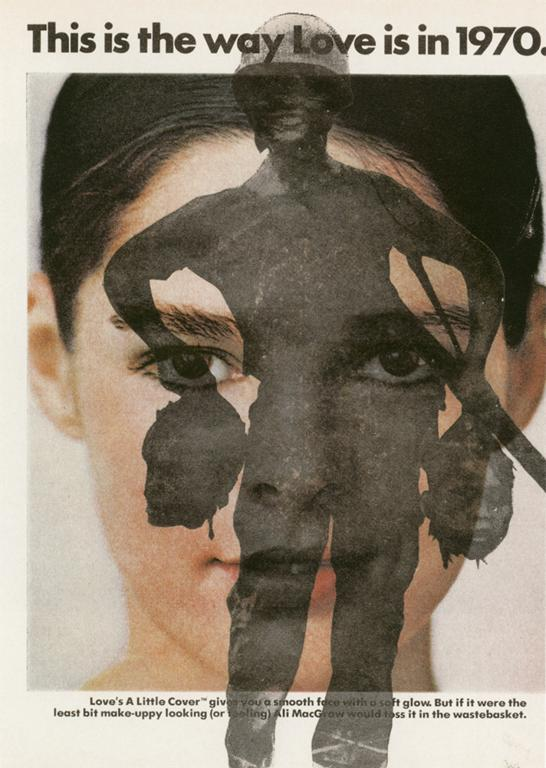 This is the way Love is in 1970.
Love's A Little Cover™ gives you a smooth face with a soft glow. But if it were the
least bit make-uppy looking (or feeling) Ali MacGraw would toss it in the wastebasket.